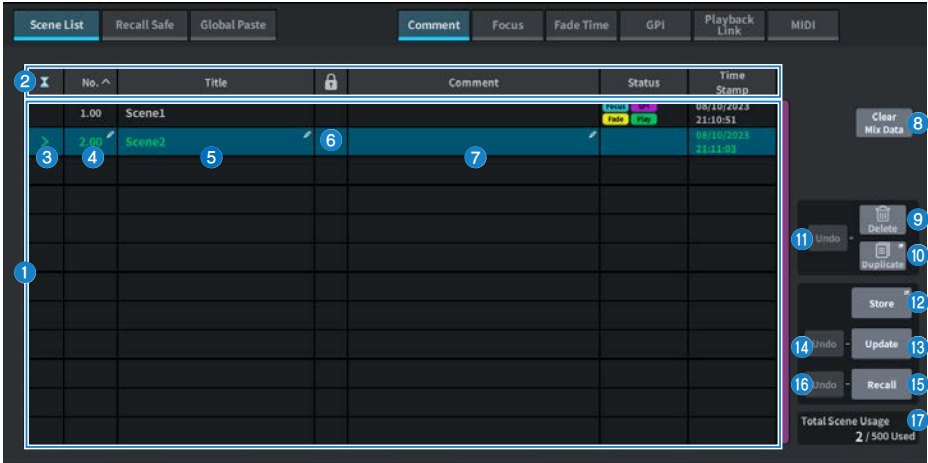 Scene List Recall Safe Global Paste Comment Focus Fade Time GPI Playback Link MIDI
2 No. Title Comment Status Time Stamp
1.00 Scene1 Focus GPI Fade Play 08/10/2023 21:10:51
2.00 Scene2 08/10/2023 21:11:03
3 4 5 6 7
1
Clear Mix Data 8
Delete 9
11 Undo
Duplicate 10
Store 12
14 Undo Update 13
16 Undo Recall 15
Total Scene Usage 17
2 / 500 Used